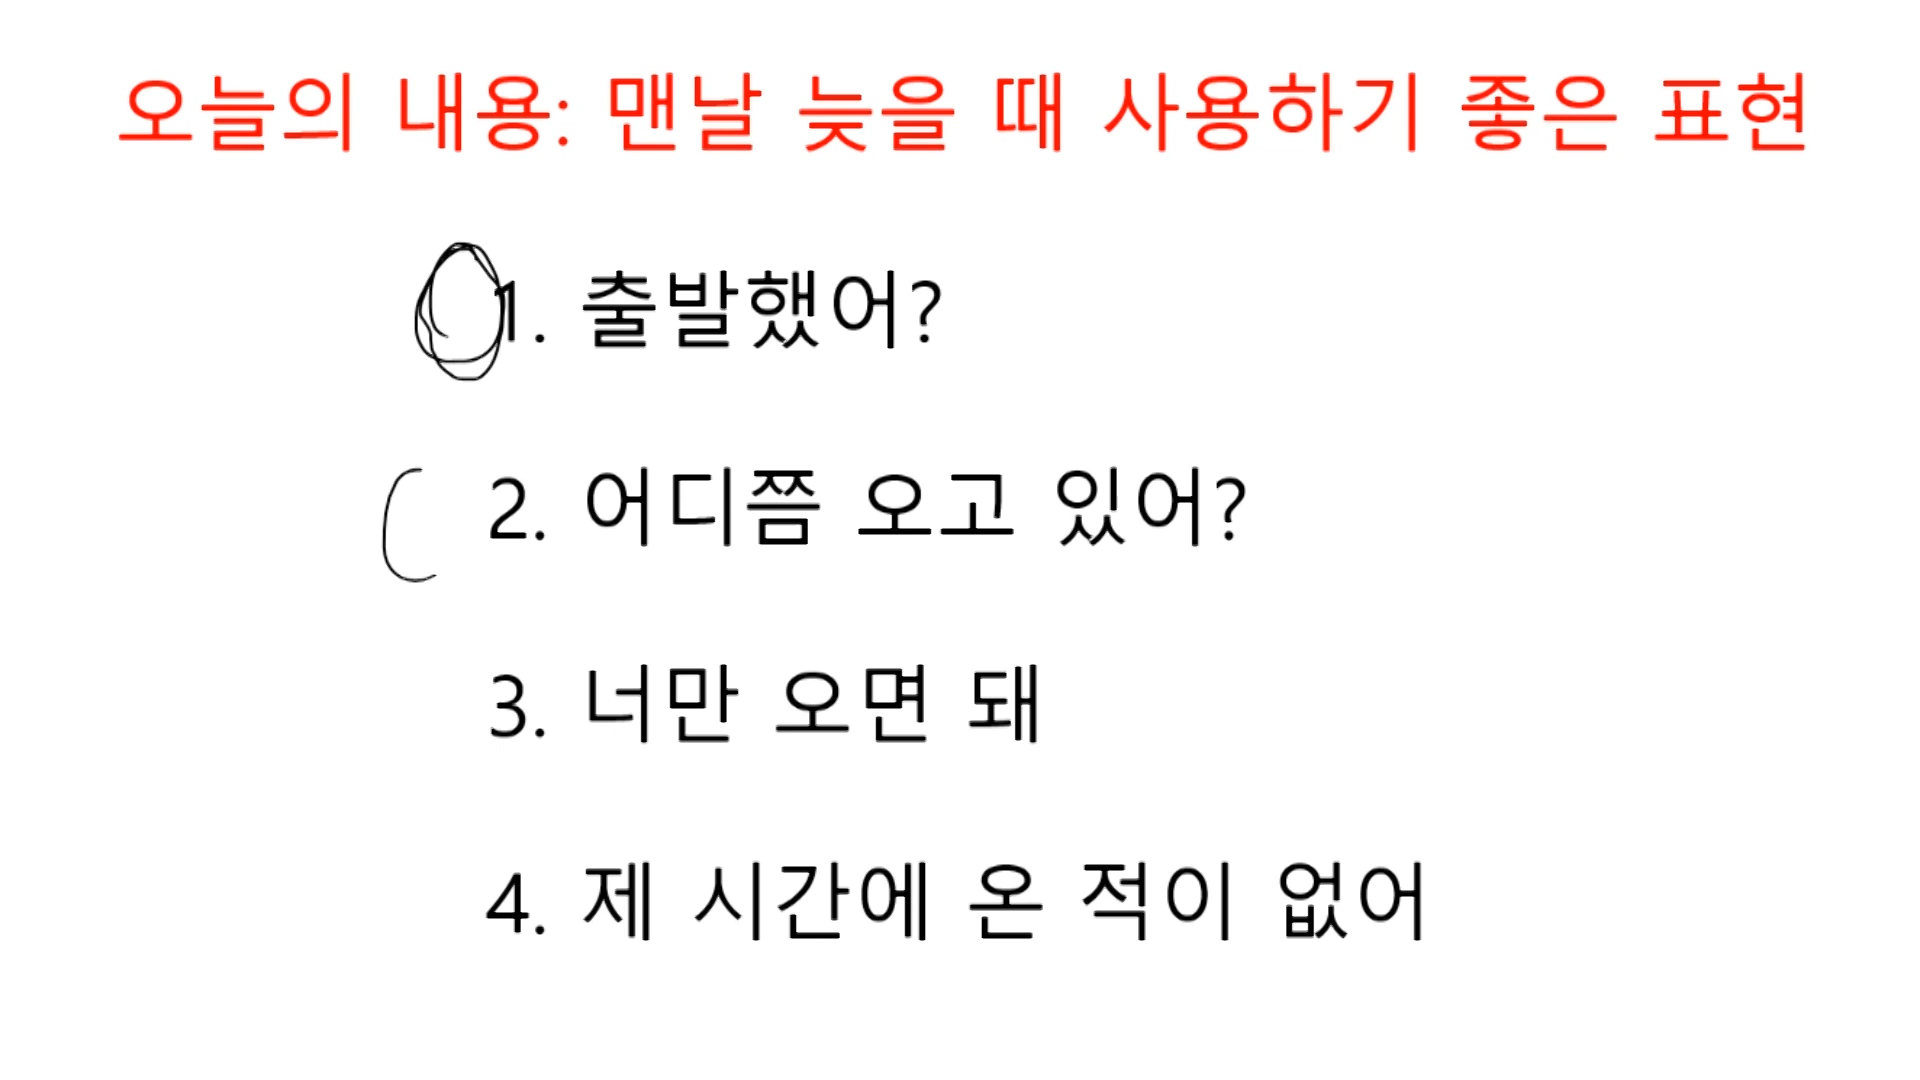 오늘의 내용: 맨날 늦을 때 사용하기 좋은 표현
1. 출발했어?
2. 어디쯤 오고 있어?
3. 너만 오면 돼
4. 제 시간에 온 적이 없어